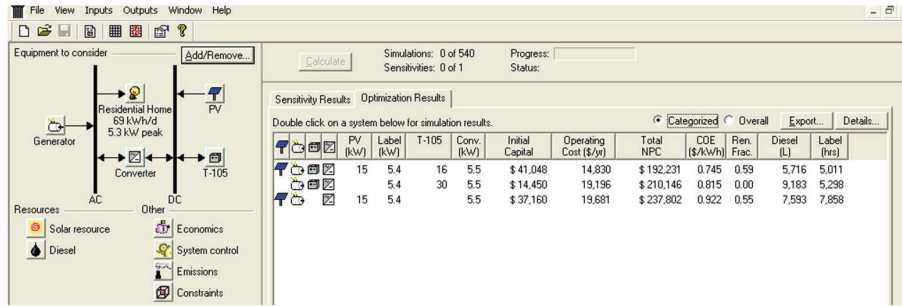 File View Inputs Outputs Window Help
Equipment to consider Add/Remove...
Calculate
Simulations: 0 of 540 Progress:
Sensitivities: 0 of 1 Status:
Sensitivity Results Optimization Results
Double click on a system below for simulation results. Categorized Overall Export... Details...
PV (kW) Label (kW) T-105 Conv. (kW) Initial Capital Operating Cost ($/yr) Total NPC COE ($/kWh) Ren. Frac. Diesel (L) Label (hrs)
15 5.4 16 5.5 $ 41,048 14,830 $ 192,231 0.745 0.59 5,716 5,011
5.4 30 5.5 $ 14,450 19,196 $ 210,146 0.815 0.00 9,183 5,298
15 5.4 5.5 $ 37,160 19,681 $ 237,802 0.922 0.55 7,593 7,858
Generator
Residential Home
69 kWh/d
5.3 kW peak
PV
Converter
T-105
AC DC
Resources Other
Solar resource Economics
Diesel System control
Emissions
Constraints